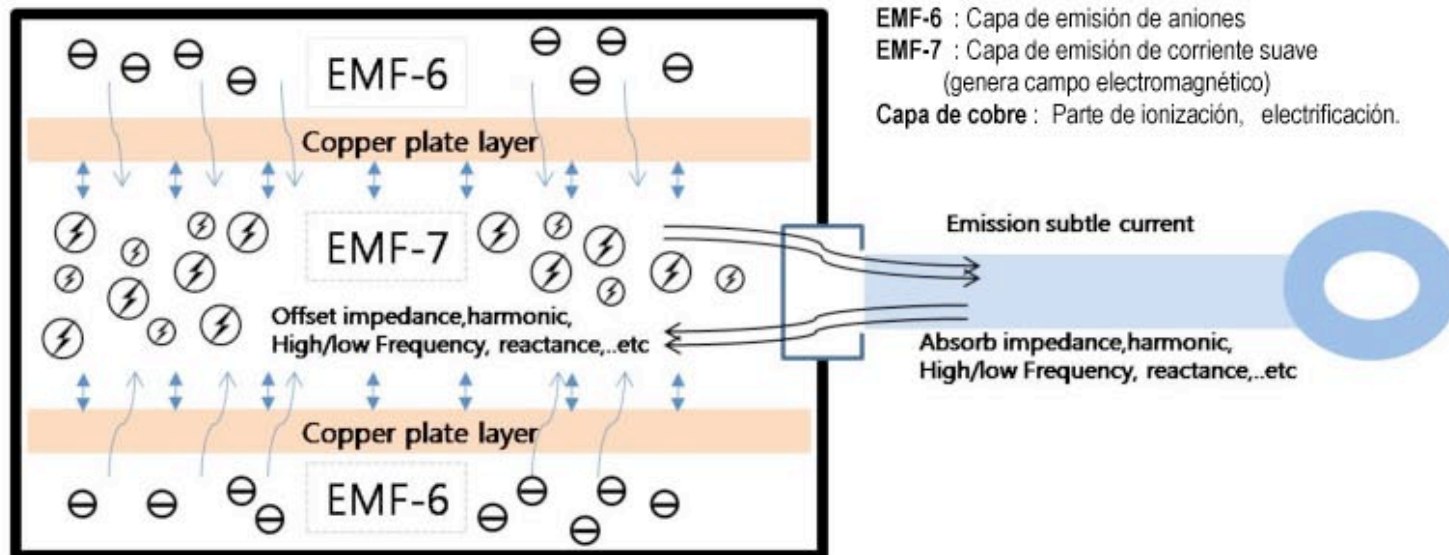 EMF-6 : Capa de emisión de aniones
EMF-7 : Capa de emisión de corriente suave
(genera campo electromagnético)
Capa de cobre : Parte de ionización, electrificación.
EMF-6
Copper plate layer
EMF-7
Offset impedance,harmonic,
High/low Frequency, reactance,..etc
Emission subtle current
Absorb impedance,harmonic,
High/low Frequency, reactance,..etc
Copper plate layer
EMF-6